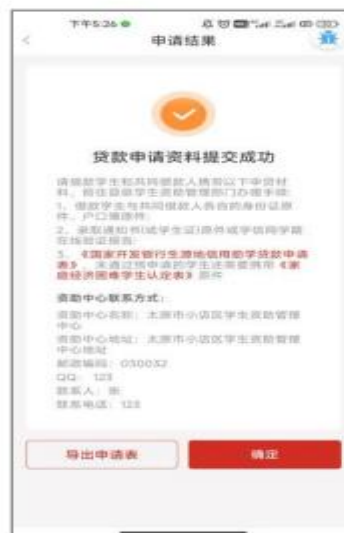 下午5:26
申请结果
贷款申请资料提交成功
请借款学生和共同借款人携带以下申贷材
料，前往县级学生资助管理部门办理手续：
1、借款学生与共同借款人各自的身份证原
件、户口簿原件；
2、录取通知书(或学生证)原件或学信网学籍
在线验证报告；
3、《国家开发银行生源地信用助学贷款申请
表》，未通过预申请的学生还需要携带《家
庭经济困难学生认定表》原件
资助中心联系方式：
资助中心名称：太原市小店区学生资助管理
中心
资助中心地址：太原市小店区学生资助管理
中心地址
邮政编码：030032
QQ：123
联系人：张
联系电话：123
导出申请表
确定